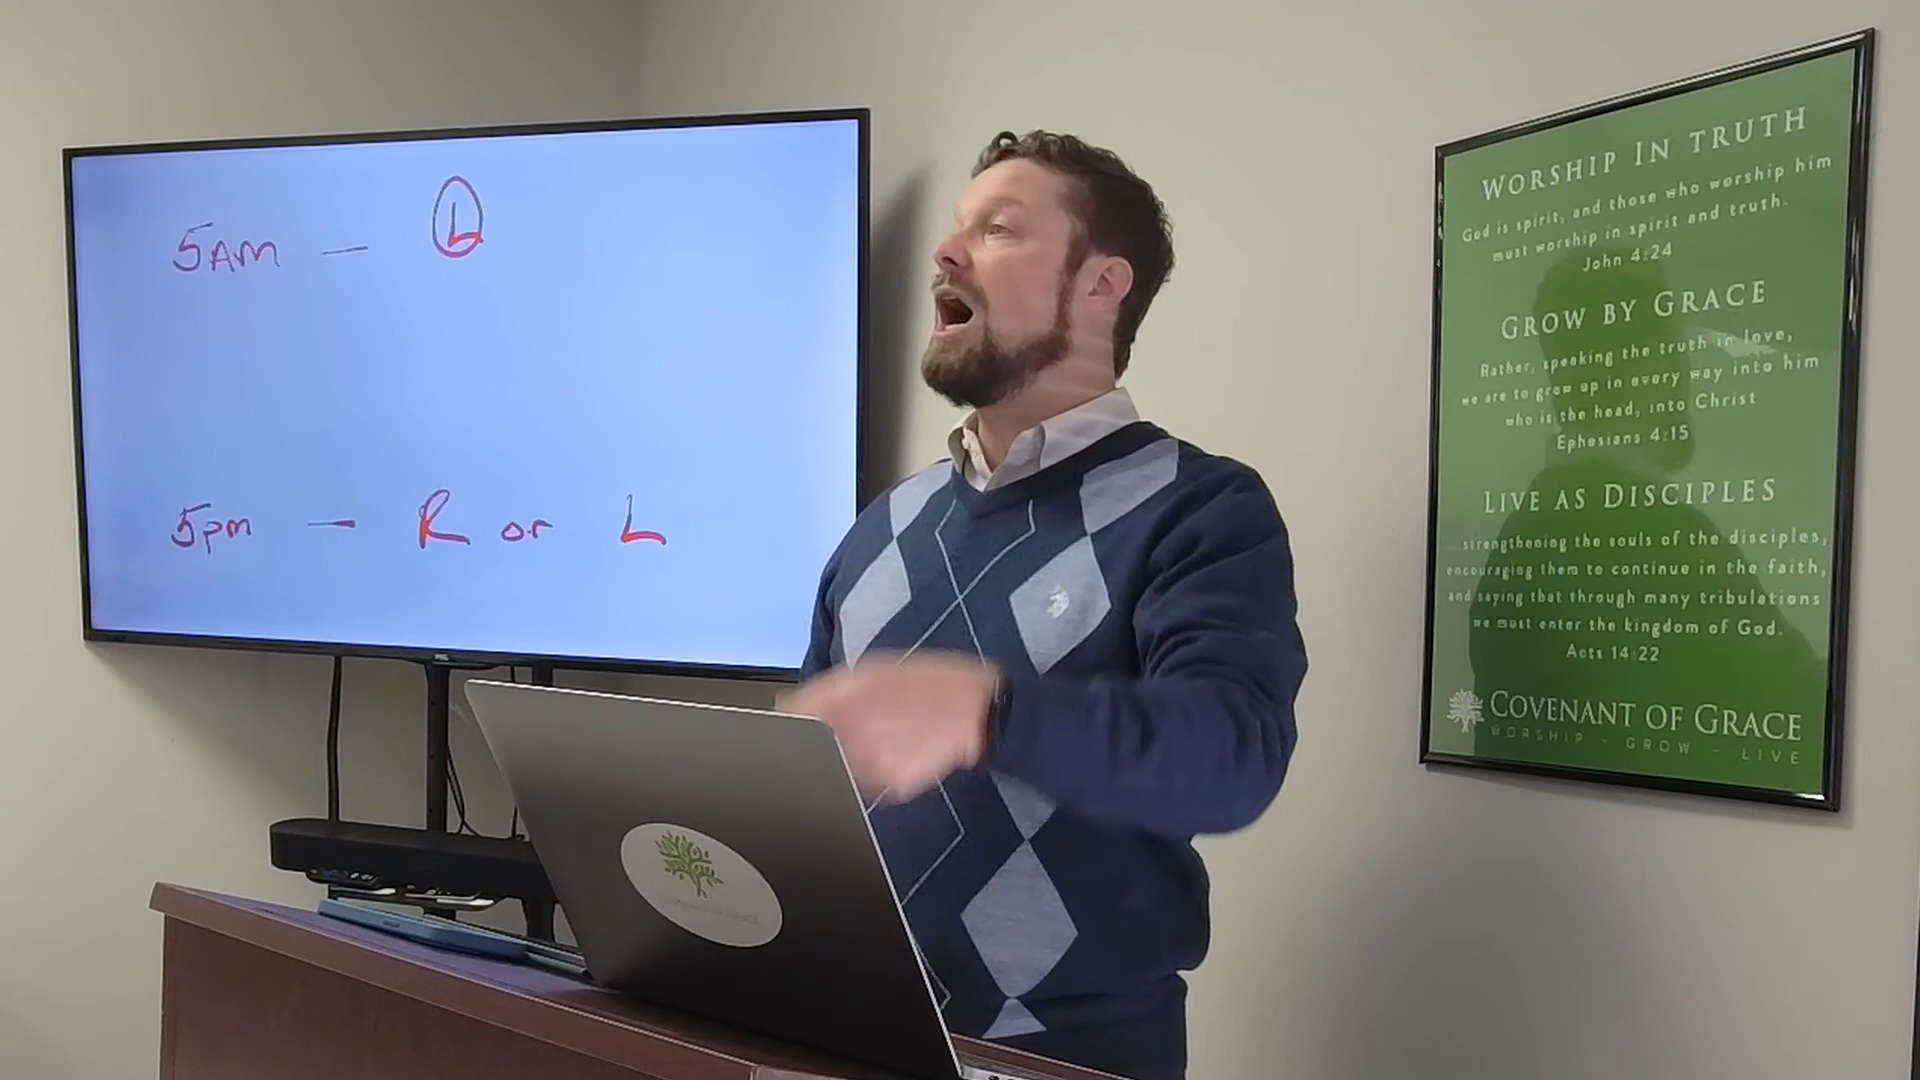 5AM — L
5pm — R or L
WORSHIP IN TRUTH
God is spirit, and those who worship him
must worship in spirit and truth.
John 4:24
GROW BY GRACE
Rather, speaking the truth in love,
we are to grow up in every way into him
who is the head, into Christ
Ephesians 4:15
LIVE AS DISCIPLES
strengthening the souls of the disciples,
encouraging them to continue in the faith,
and saying that through many tribulations
we must enter the kingdom of God.
Acts 14:22
COVENANT OF GRACE
WORSHIP - GROW - LIVE
COVENANT OF GRACE